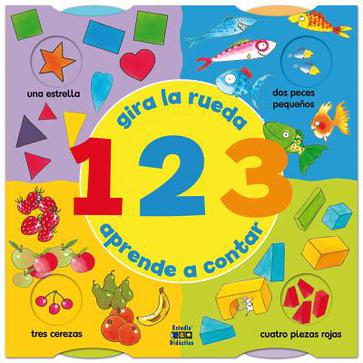 gira la rueda
una estrella
dos peces
pequeños
1 2 3
aprende a contar
tres cerezas
cuatro piezas rojas
Estudio
Didáctico